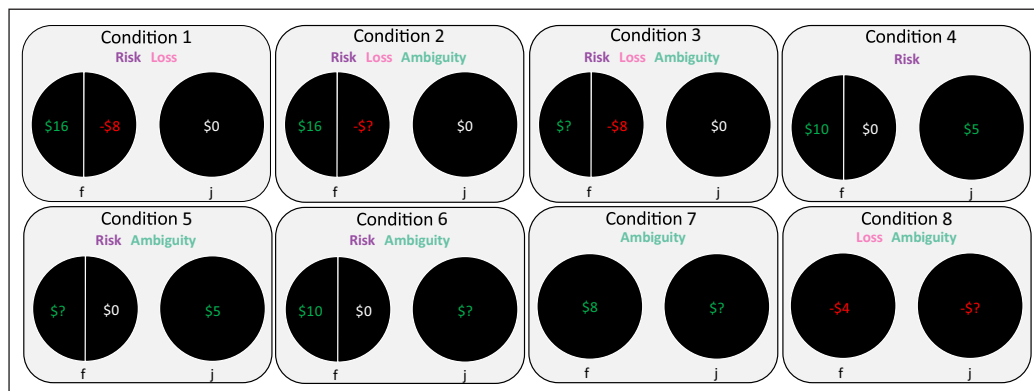 Condition 1
Risk Loss
$16 -$8 $0
f j
Condition 2
Risk Loss Ambiguity
$16 -$? $0
f j
Condition 3
Risk Loss Ambiguity
$? -$8 $0
f j
Condition 4
Risk
$10 $0 $5
f j
Condition 5
Risk Ambiguity
$? $0 $5
f j
Condition 6
Risk Ambiguity
$10 $0 $?
f j
Condition 7
Ambiguity
$8 $?
f j
Condition 8
Loss Ambiguity
-$4 -$?
f j